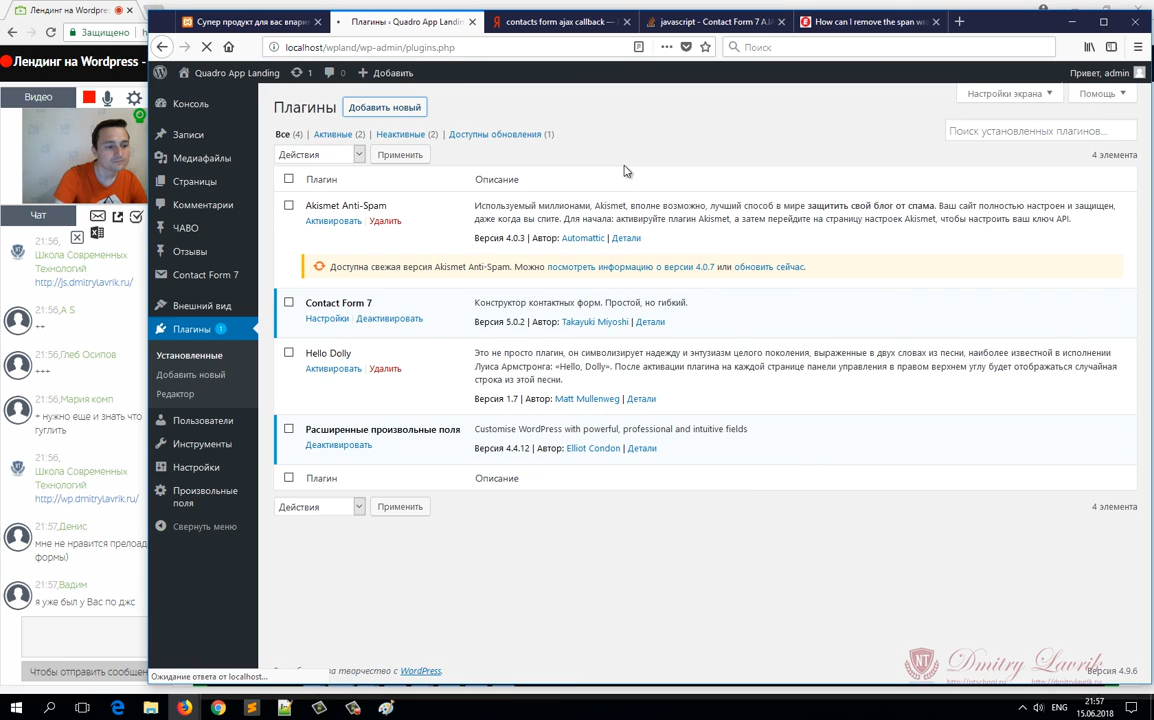 Лендинг на Wordpress
Защищено
Лендинг на Wordpress -
Видео
Чат
21:56,
Школа Современных
Технологий
http://js.dmitryLavrik.ru/
21:56,A S
++
21:56,Глеб Осипов
+++
21:56,Мария комп
+ нужно еще и знать что
гуглить
21:56,
Школа Современных
Технологий
http://wp.dmitryLavrik.ru/
21:57,Денис
мне не нравится прелоад
формы)
21:57,Вадим
я уже был у Вас по джс
Чтобы отправить сообщен
Супер продукт для вас впари
Плагины ‹ Quadro App Landin
contacts form ajax callback —
javascript - Contact Form 7 AJA
How can I remove the span wr
localhost/wpland/wp-admin/plugins.php
Поиск
Quadro App Landing
1
0
Добавить
Привет, admin
Консоль
Записи
Медиафайлы
Страницы
Комментарии
ЧАВО
Отзывы
Contact Form 7
Внешний вид
Плагины 1
Установленные
Добавить новый
Редактор
Пользователи
Инструменты
Настройки
Произвольные
поля
Свернуть меню
Настройки экрана
Помощь
Плагины
Добавить новый
Все (4) | Активные (2) | Неактивные (2) | Доступны обновления (1)
Поиск установленных плагинов...
Действия
Применить
4 элемента
Плагин
Описание
Akismet Anti-Spam
Активировать | Удалить
Используемый миллионами, Akismet, вполне возможно, лучший способ в мире защитить свой блог от спама. Ваш сайт полностью настроен и защищен,
даже когда вы спите. Для начала: активируйте плагин Akismet, а затем перейдите на страницу настроек Akismet, чтобы настроить ваш ключ API.
Версия 4.0.3 | Автор: Automattic | Детали
Доступна свежая версия Akismet Anti-Spam. Можно посмотреть информацию о версии 4.0.7 или обновить сейчас.
Contact Form 7
Настройки | Деактивировать
Конструктор контактных форм. Простой, но гибкий.
Версия 5.0.2 | Автор: Takayuki Miyoshi | Детали
Hello Dolly
Активировать | Удалить
Это не просто плагин, он символизирует надежду и энтузиазм целого поколения, выраженные в двух словах из песни, наиболее известной в исполнении
Луиса Армстронга: «Hello, Dolly». После активации плагина на каждой странице панели управления в правом верхнем углу будет отображаться случайная
строка из этой песни.
Версия 1.7 | Автор: Matt Mullenweg | Детали
Расширенные произвольные поля
Деактивировать
Customise WordPress with powerful, professional and intuitive fields
Версия 4.4.12 | Автор: Elliot Condon | Детали
Плагин
Описание
Действия
Применить
4 элемента
творчество с WordPress.
Версия 4.9.6
Ожидание ответа от localhost...
NT
Dmitry Lavrik
ENG
21:57
15.06.2018